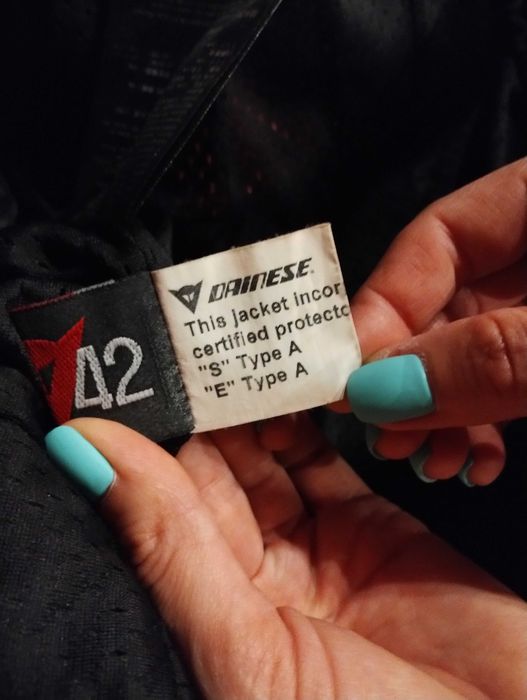 42
DAINESE
This jacket incor
certified protecto
"S" Type A
"E" Type A